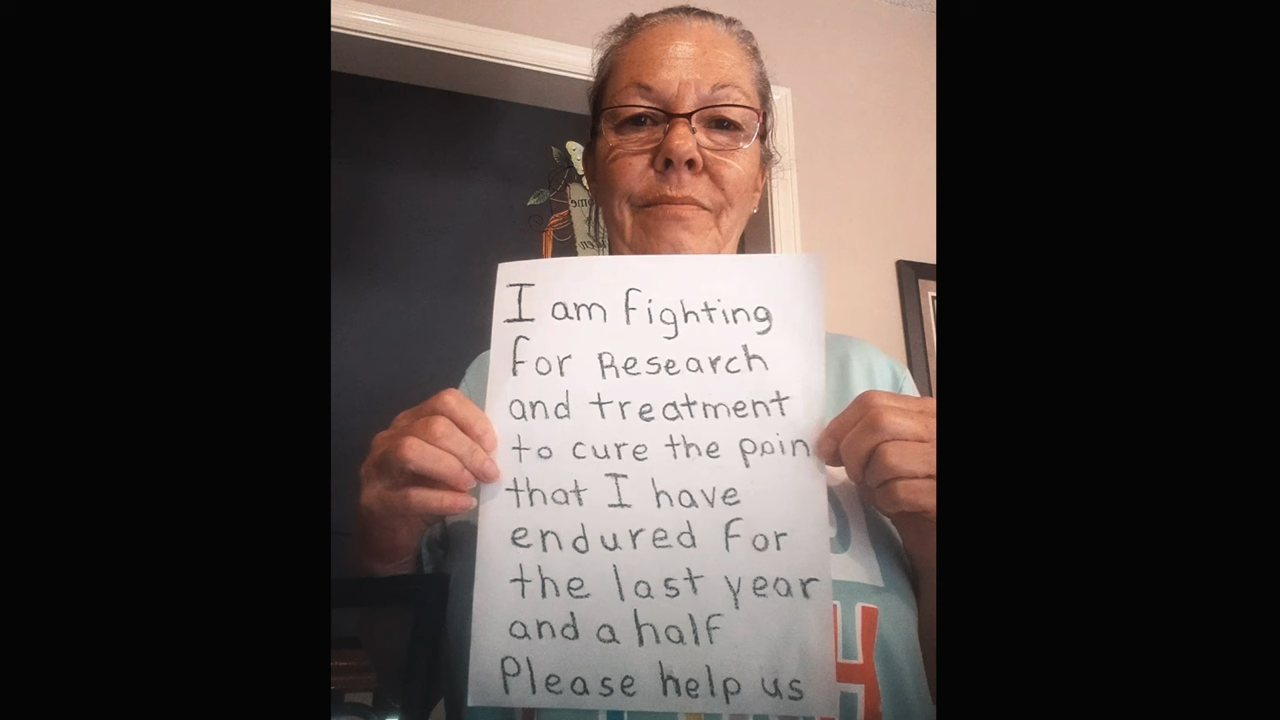 I am fighting
for Research
and treatment
to cure the pain
that I have
endured for
the last year
and a half
Please help us
H